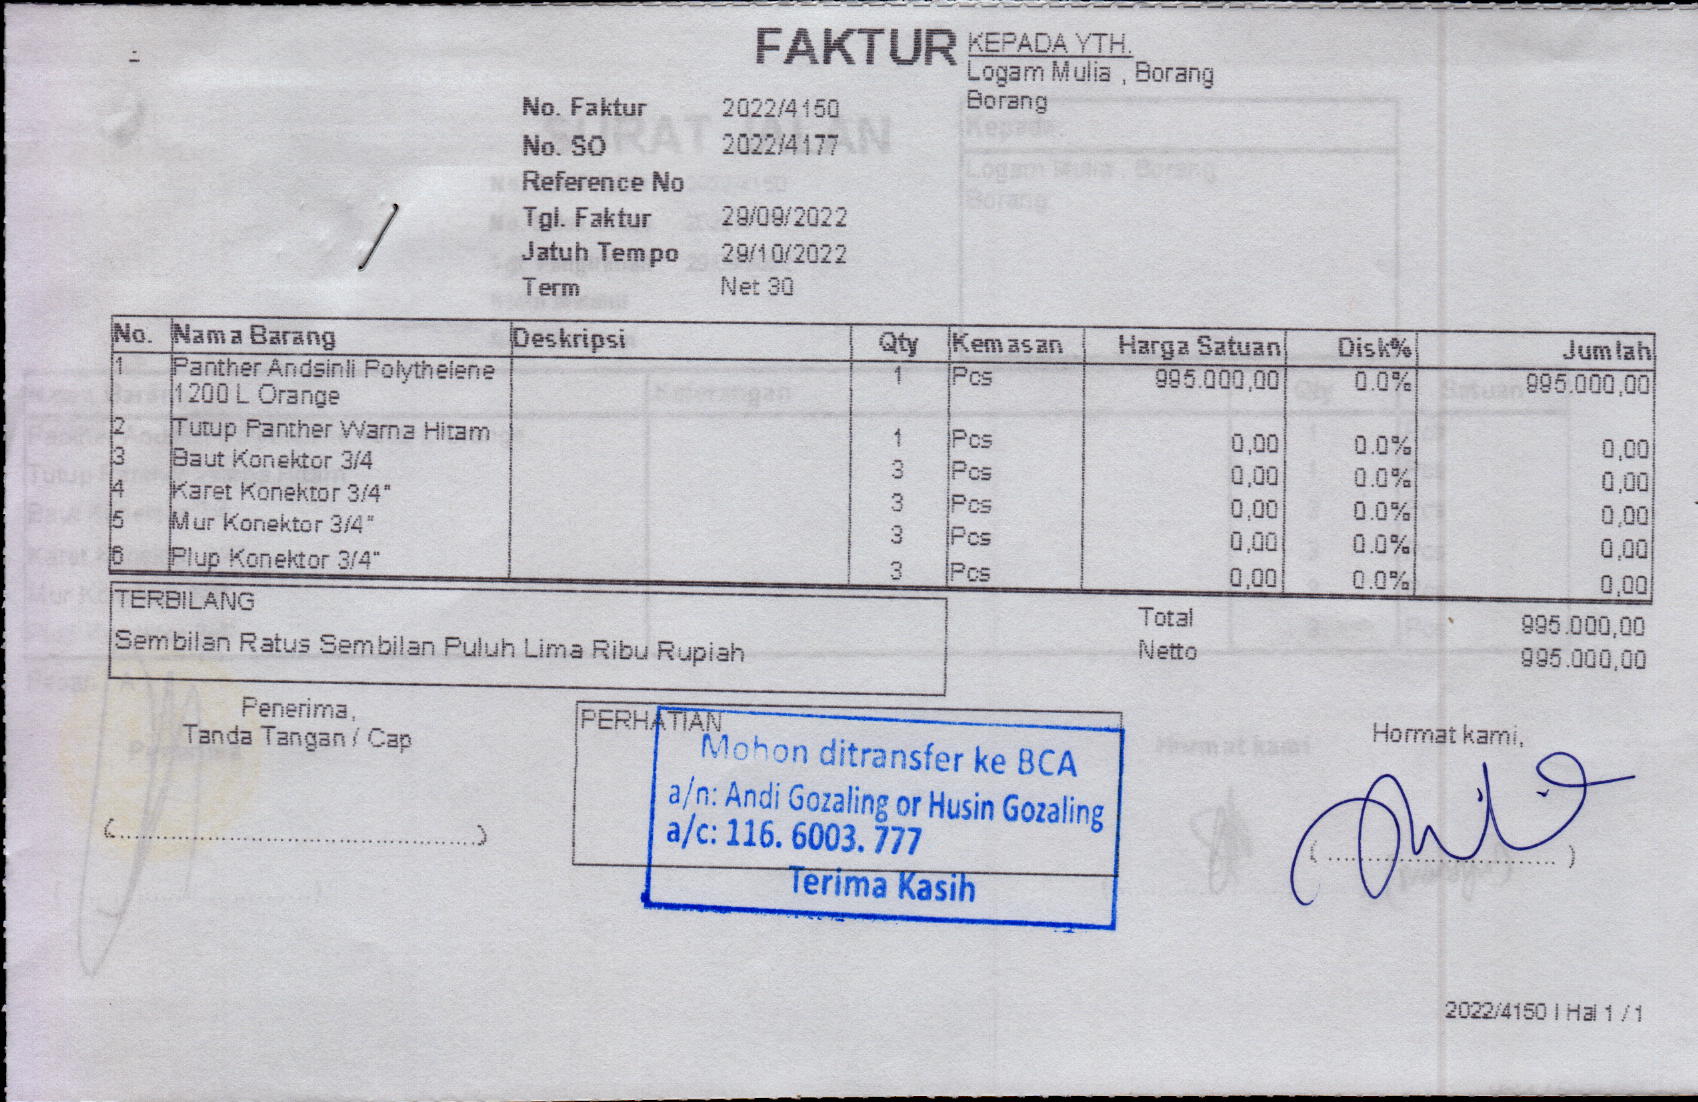 FAKTUR
KEPADA YTH.
Logam Mulia , Borang
Borang
No. Faktur 2022/4150
No. SO 2022/4177
Reference No
Tgl. Faktur 29/09/2022
Jatuh Tempo 29/10/2022
Term Net 30
No. Nama Barang Deskripsi Qty Kemasan Harga Satuan Disk% Jumlah
1 Panther Andsinli Polythelene 1 Pcs 995.000,00 0.0% 995.000,00
1200 L Orange
2 Tutup Panther Warna Hitam 1 Pcs 0,00 0.0% 0,00
3 Baut Konektor 3/4 3 Pcs 0,00 0.0% 0,00
4 Karet Konektor 3/4" 3 Pcs 0,00 0.0% 0,00
5 Mur Konektor 3/4" 3 Pcs 0,00 0.0% 0,00
6 Plup Konektor 3/4" 3 Pcs 0,00 0.0% 0,00
TERBILANG
Sembilan Ratus Sembilan Puluh Lima Ribu Rupiah
Total 995.000,00
Netto 995.000,00
Penerima,
Tanda Tangan / Cap
PERHATIAN
Mohon ditransfer ke BCA
a/n: Andi Gozaling or Husin Gozaling
a/c: 116. 6003. 777
Terima Kasih
Hormat kami,
2022/4150 | Hal 1 / 1